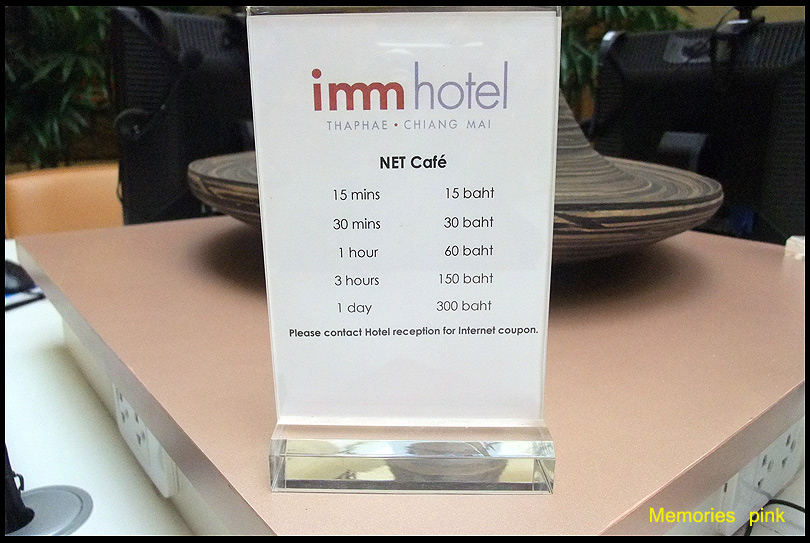 imm hotel
THAPHAE • CHIANG MAI
NET Café
15 mins 15 baht
30 mins 30 baht
1 hour 60 baht
3 hours 150 baht
1 day 300 baht
Please contact Hotel reception for Internet coupon.
Memories pink